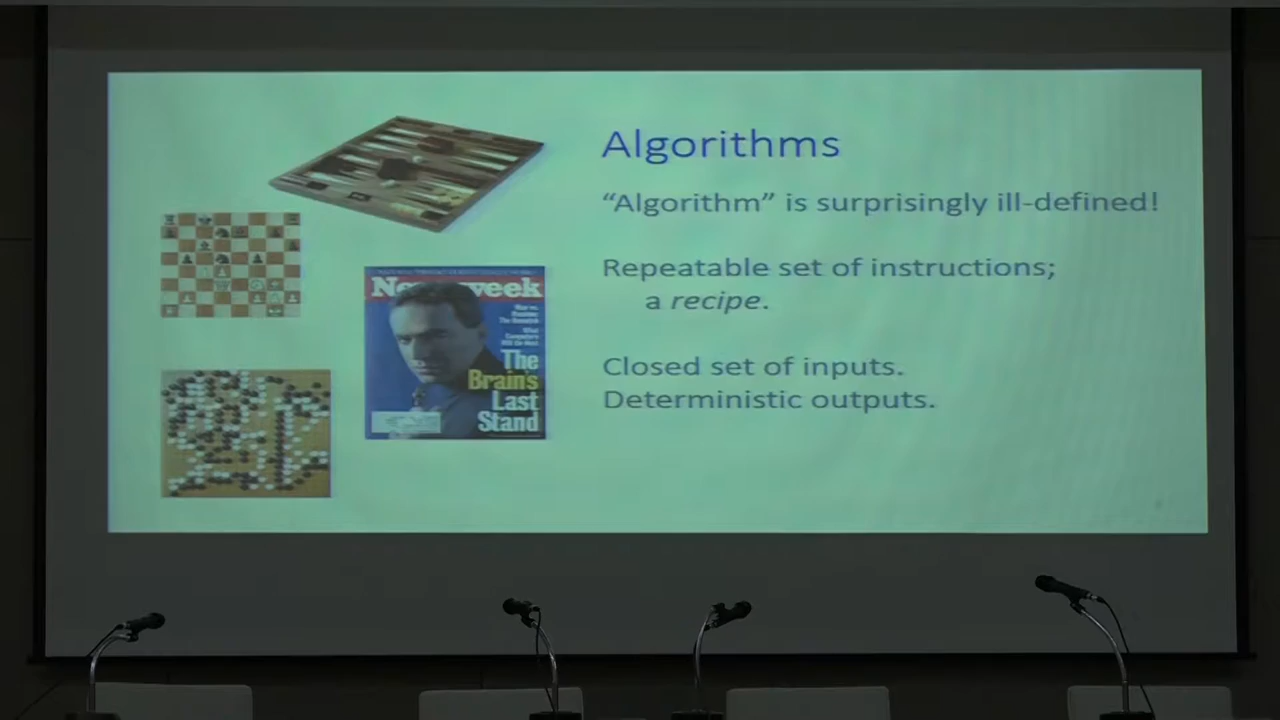 Algorithms
“Algorithm” is surprisingly ill-defined!
Repeatable set of instructions;
a recipe.
Closed set of inputs.
Deterministic outputs.
Newsweek
The
Brain's
Last
Stand